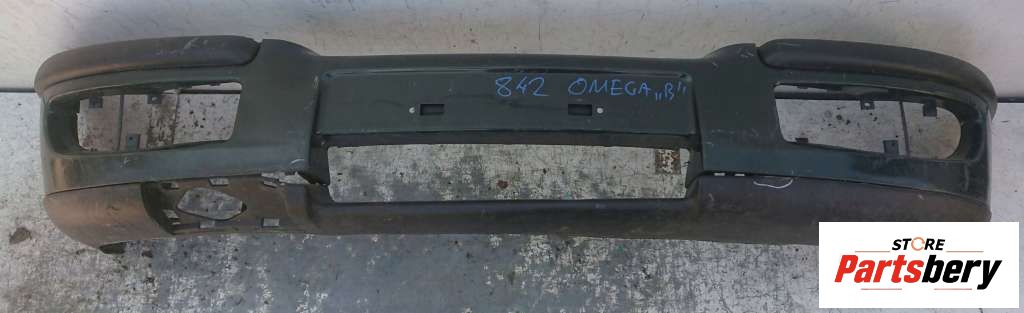 842 OMEGA „B"
STORE
Partsbery